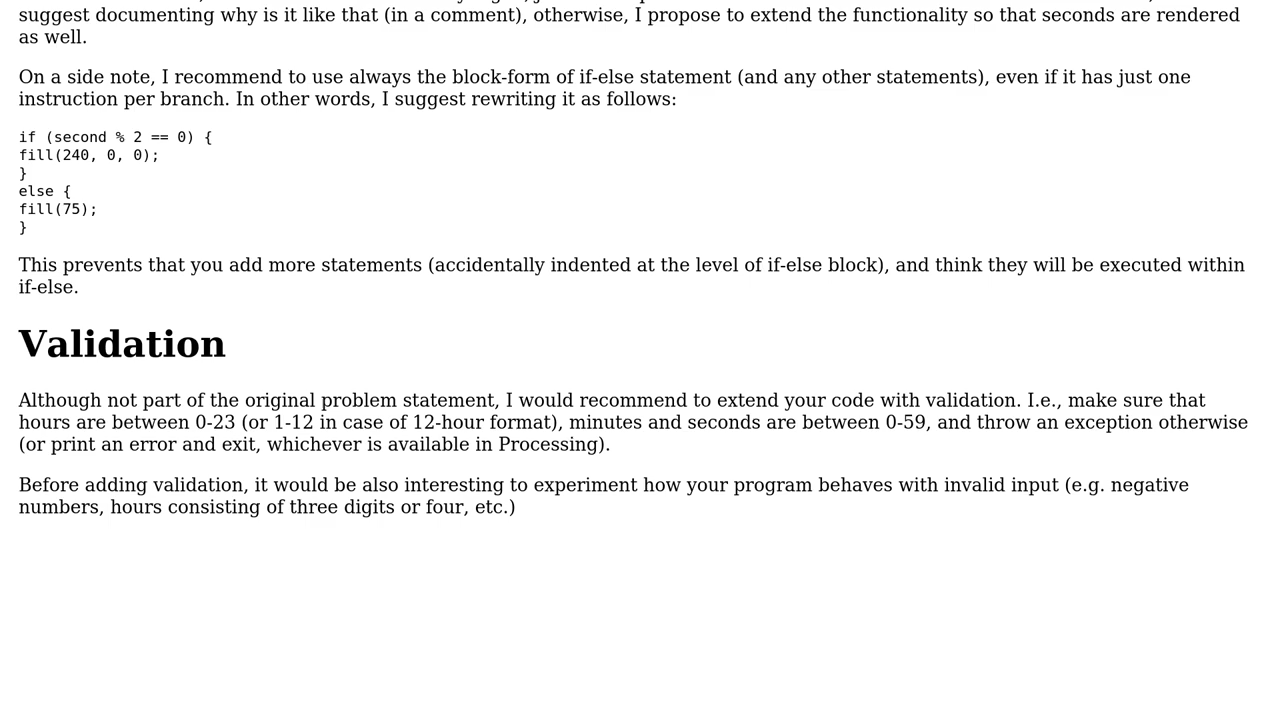 suggest documenting why is it like that (in a comment), otherwise, I propose to extend the functionality so that seconds are rendered
as well.
On a side note, I recommend to use always the block-form of if-else statement (and any other statements), even if it has just one
instruction per branch. In other words, I suggest rewriting it as follows:
if (second % 2 == 0) {
fill(240, 0, 0);
}
else {
fill(75);
}
This prevents that you add more statements (accidentally indented at the level of if-else block), and think they will be executed within
if-else.
Validation
Although not part of the original problem statement, I would recommend to extend your code with validation. I.e., make sure that
hours are between 0-23 (or 1-12 in case of 12-hour format), minutes and seconds are between 0-59, and throw an exception otherwise
(or print an error and exit, whichever is available in Processing).
Before adding validation, it would be also interesting to experiment how your program behaves with invalid input (e.g. negative
numbers, hours consisting of three digits or four, etc.)